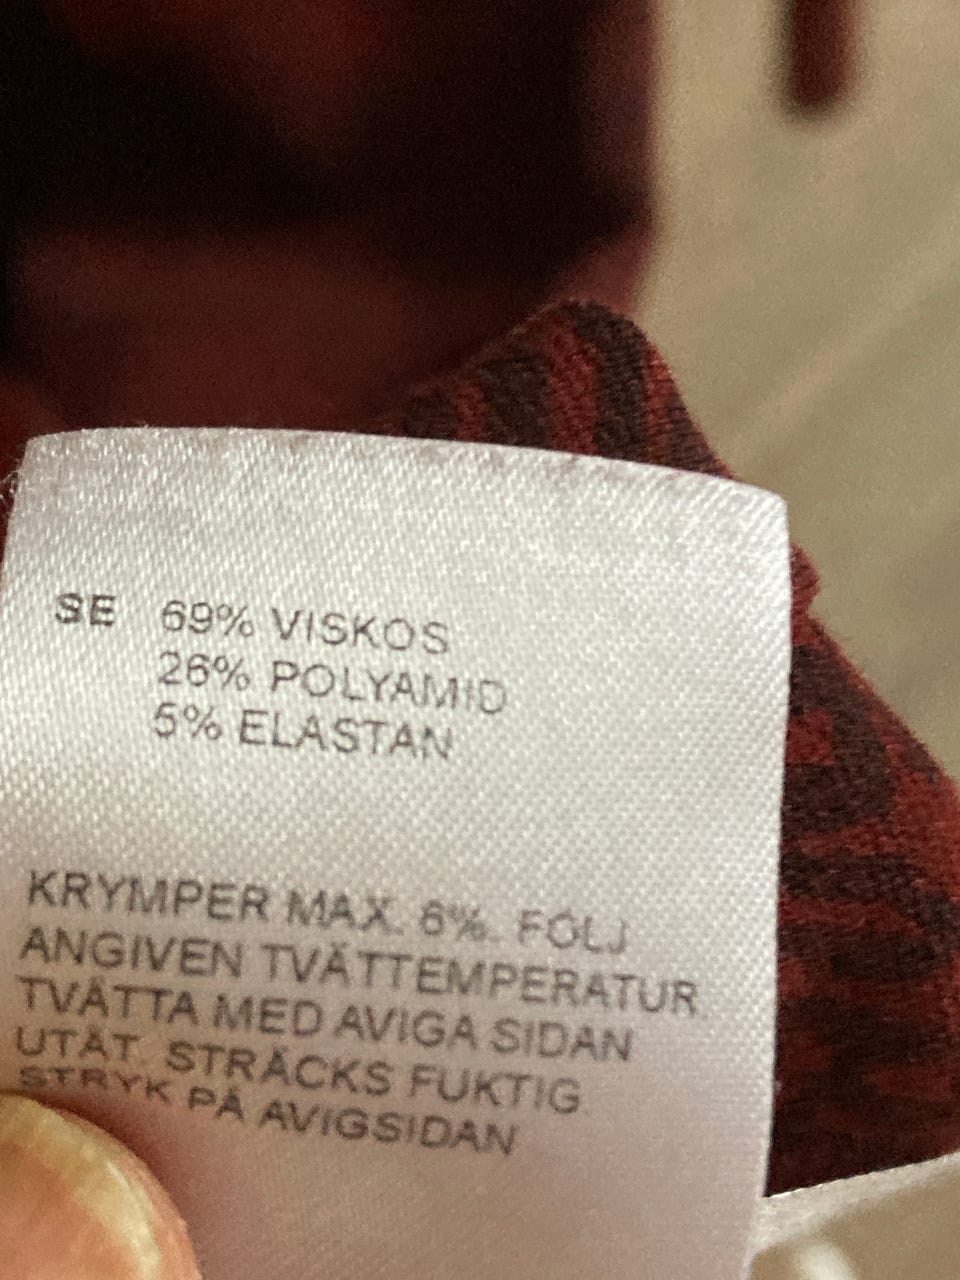 SE 69% VISKOS
26% POLYAMID
5% ELASTAN
KRYMPER MAX. 6%. FÖLJ
ANGIVEN TVÄTTEMPERATUR.
TVÄTTA MED AVIGA SIDAN
UTÅT. STRÄCKS FUKTIG.
STRYK PÅ AVIGSIDAN